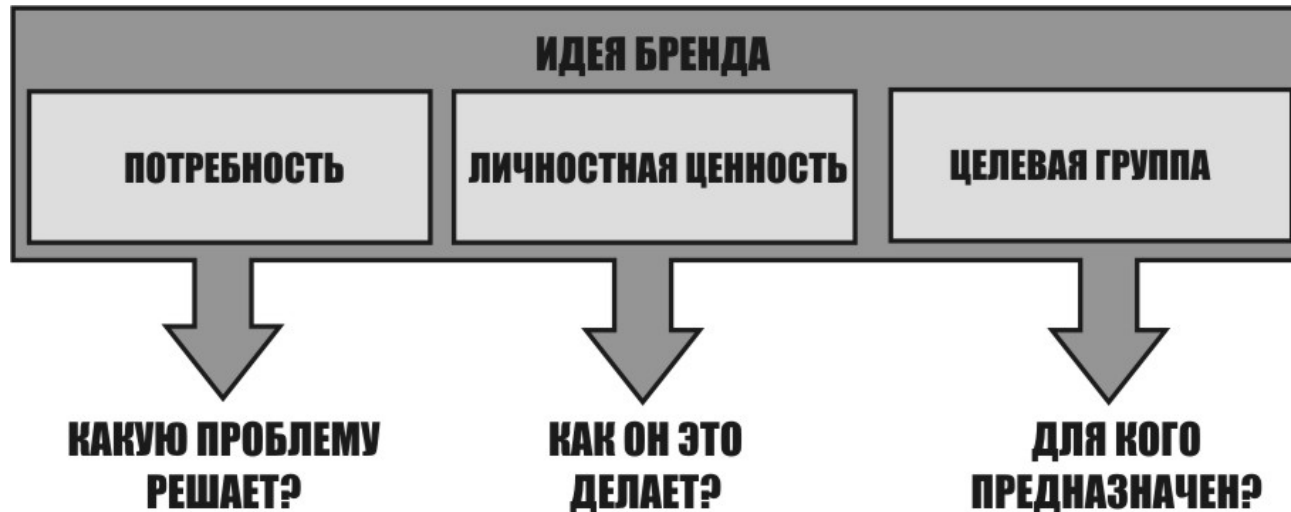 ИДЕЯ БРЕНДА
ПОТРЕБНОСТЬ
ЛИЧНОСТНАЯ ЦЕННОСТЬ
ЦЕЛЕВАЯ ГРУППА
КАКУЮ ПРОБЛЕМУ
РЕШАЕТ?
КАК ОН ЭТО
ДЕЛАЕТ?
ДЛЯ КОГО
ПРЕДНАЗНАЧЕН?